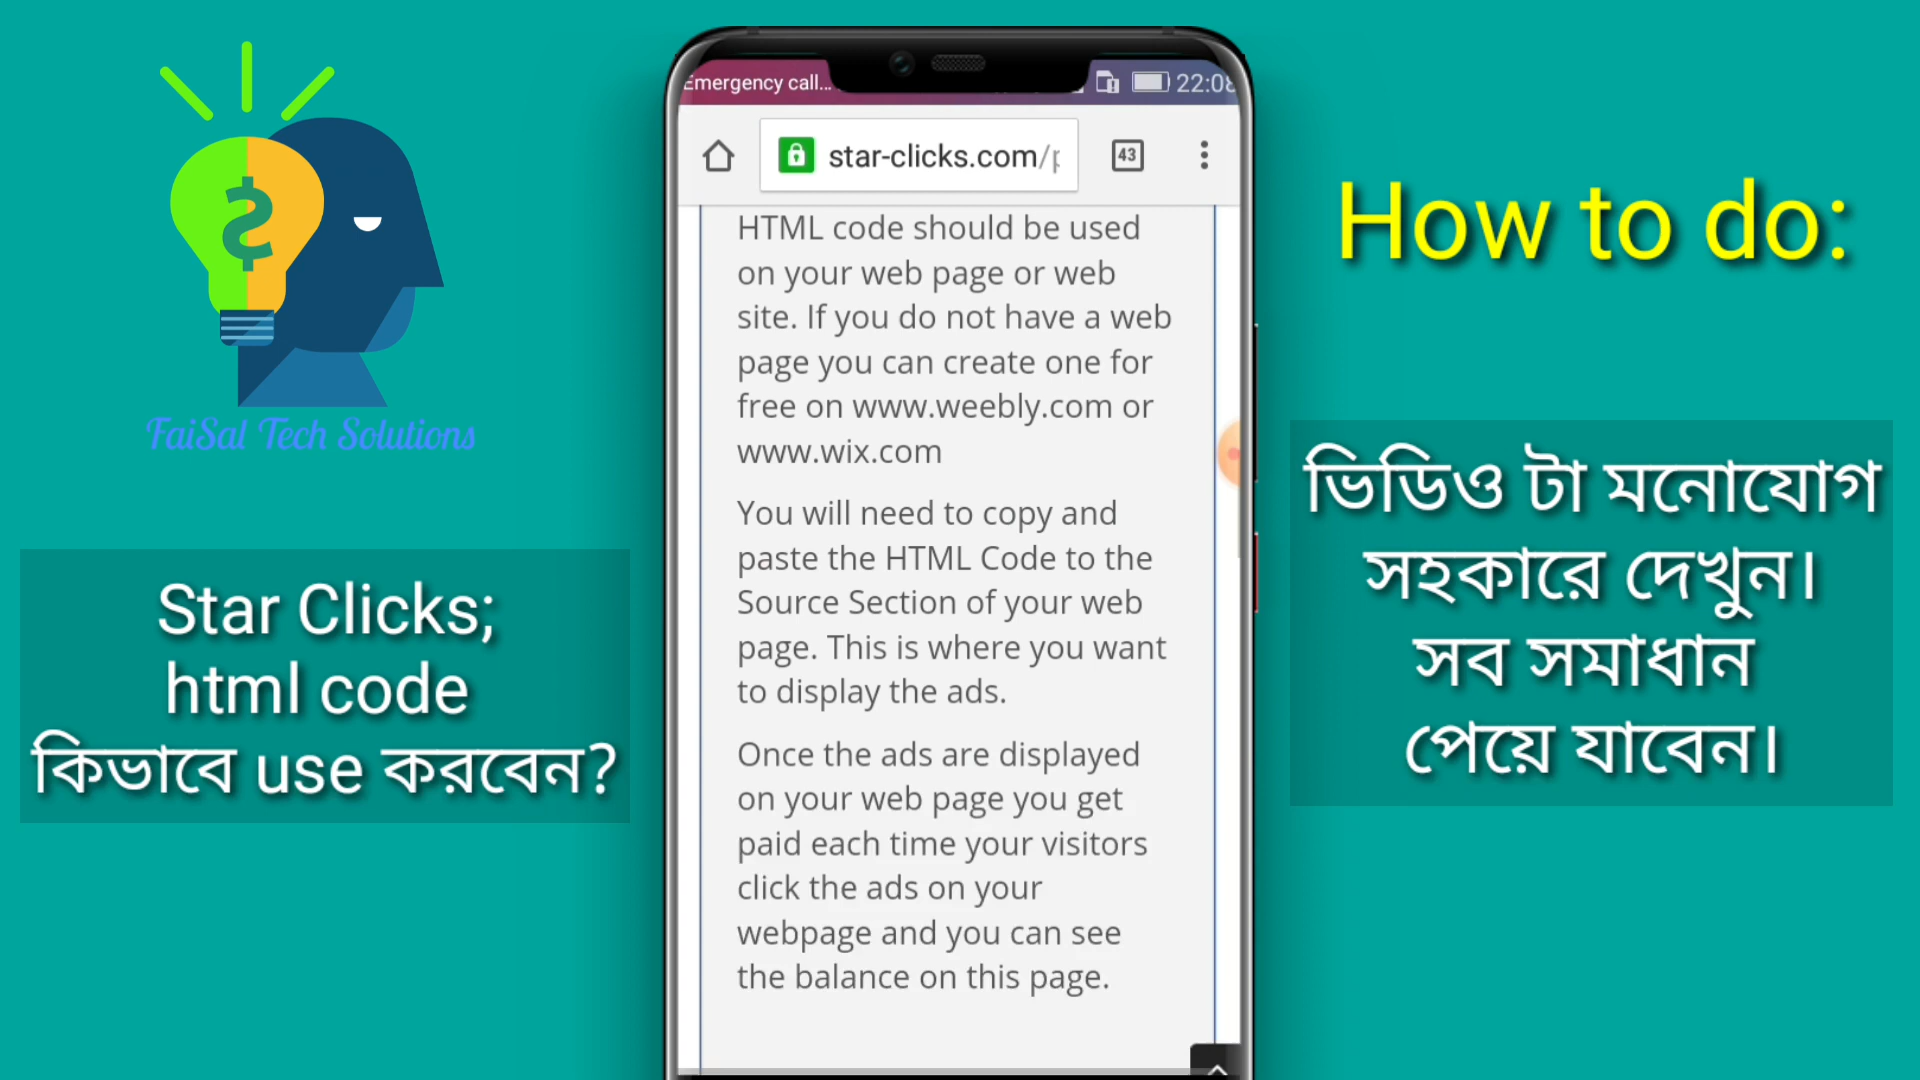 FaiSal Tech Solutions
Star Clicks;
html code
কিভাবে use করবেন?
Emergency call...
22:08
star-clicks.com/
43
HTML code should be used
on your web page or web
site. If you do not have a web
page you can create one for
free on www.weebly.com or
www.wix.com
You will need to copy and
paste the HTML Code to the
Source Section of your web
page. This is where you want
to display the ads.
Once the ads are displayed
on your web page you get
paid each time your visitors
click the ads on your
webpage and you can see
the balance on this page.
How to do:
ভিডিও টা মনোযোগ
সহকারে দেখুন।
সব সমাধান
পেয়ে যাবেন।